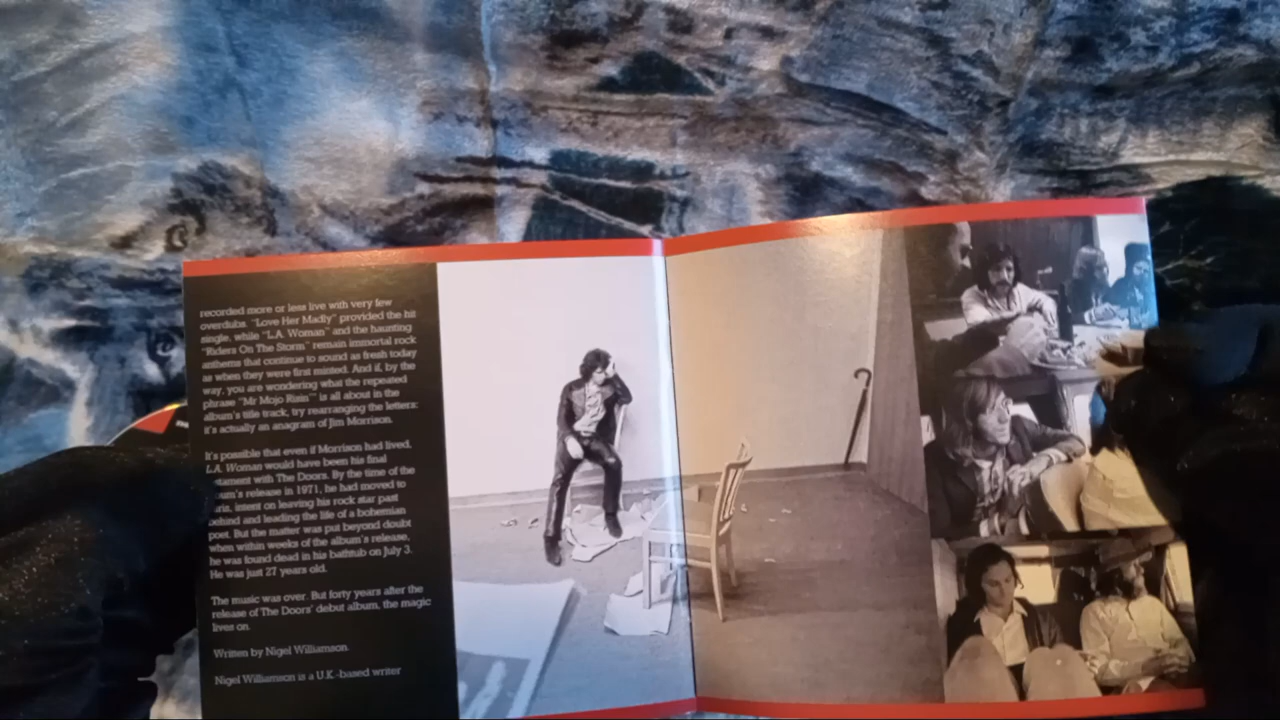 recorded more or less live with very few
overdubs. "Love Her Madly" provided the hit
single, while "L.A. Woman" and the haunting
"Riders On The Storm" remain immortal rock
anthems that continue to sound as fresh today
as when they were first minted. And if, by the
way, you are wondering what the repeated
phrase "Mr Mojo Risin'" is all about in the
album's title track, try rearranging the letters:
it's actually an anagram of Jim Morrison.
It's possible that even if Morrison had lived,
L.A. Woman would have been his final
stament with The Doors. By the time of the
um's release in 1971, he had moved to
aris, intent on leaving his rock star past
behind and leading the life of a bohemian
poet. But the matter was put beyond doubt
when within weeks of the album's release,
he was found dead in his bathtub on July 3.
He was just 27 years old.
The music was over. But forty years after the
release of The Doors' debut album, the magic
lives on.
Written by Nigel Williamson.
Nigel Williamson is a U.K.-based writer